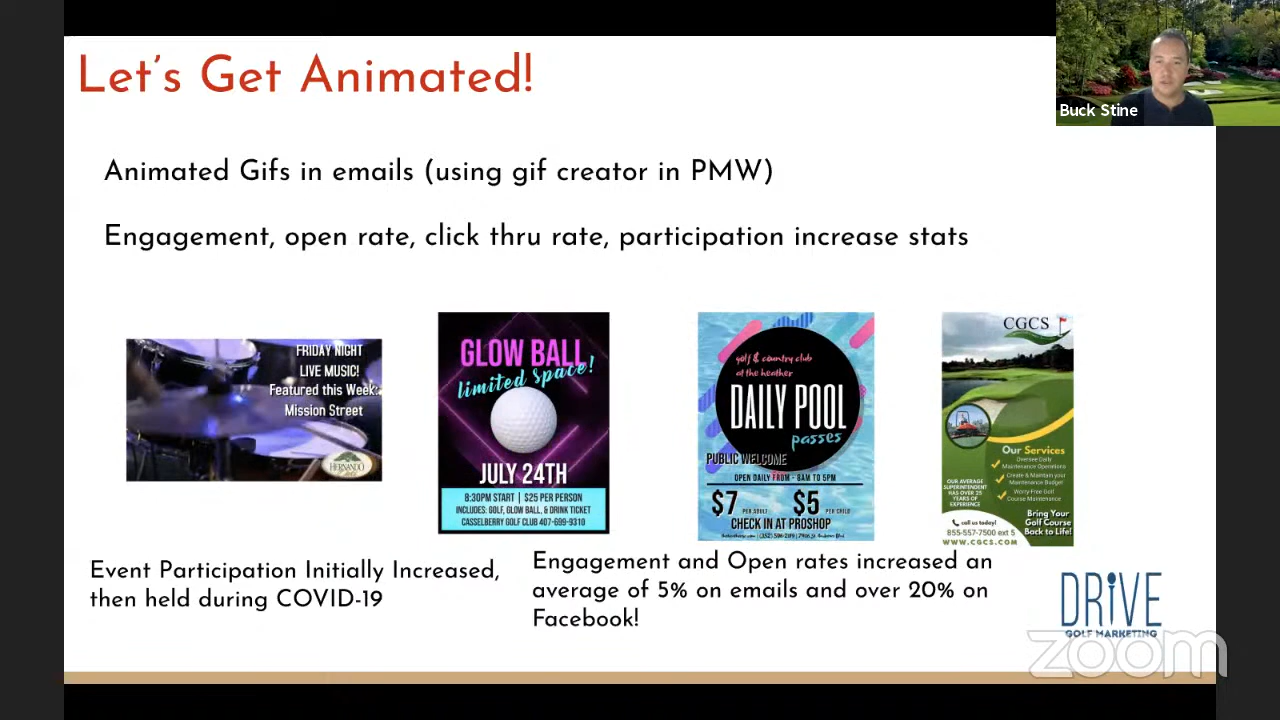 Let's Get Animated!
Buck Stine
Animated Gifs in emails (using gif creator in PMW)
Engagement, open rate, click thru rate, participation increase stats
FRIDAY NIGHT
LIVE MUSIC!
Featured this Week:
Mission Street
HERNANDO
GLOW BALL
limited space!
JULY 24TH
8:30PM START | $25 PER PERSON
INCLUDES: GOLF, GLOW BALL, & DRINK TICKET
CASSELBERRY GOLF CLUB 407-699-9310
golf & country club
at the heather
DAILY POOL
passes
PUBLIC WELCOME
OPEN DAILY FROM - 8AM TO 5PM
$7 PER ADULT $5 PER CHILD
CHECK IN AT PROSHOP
CGCS
Our Services
Oversee Daily
Maintenance Operations
Create & Maintain your
Maintenance Budget
Worry-Free Golf
Course Maintenance
OUR AVERAGE
SUPERINTENDENT
HAS OVER 25
YEARS OF
EXPERIENCE
Bring Your
Golf Course
Back to Life!
call us today!
855-557-7500 ext 5
WWW.CGCS.COM
Event Participation Initially Increased,
then held during COVID-19
Engagement and Open rates increased an
average of 5% on emails and over 20% on
Facebook!
DRIVE
GOLF MARKETING
zoom